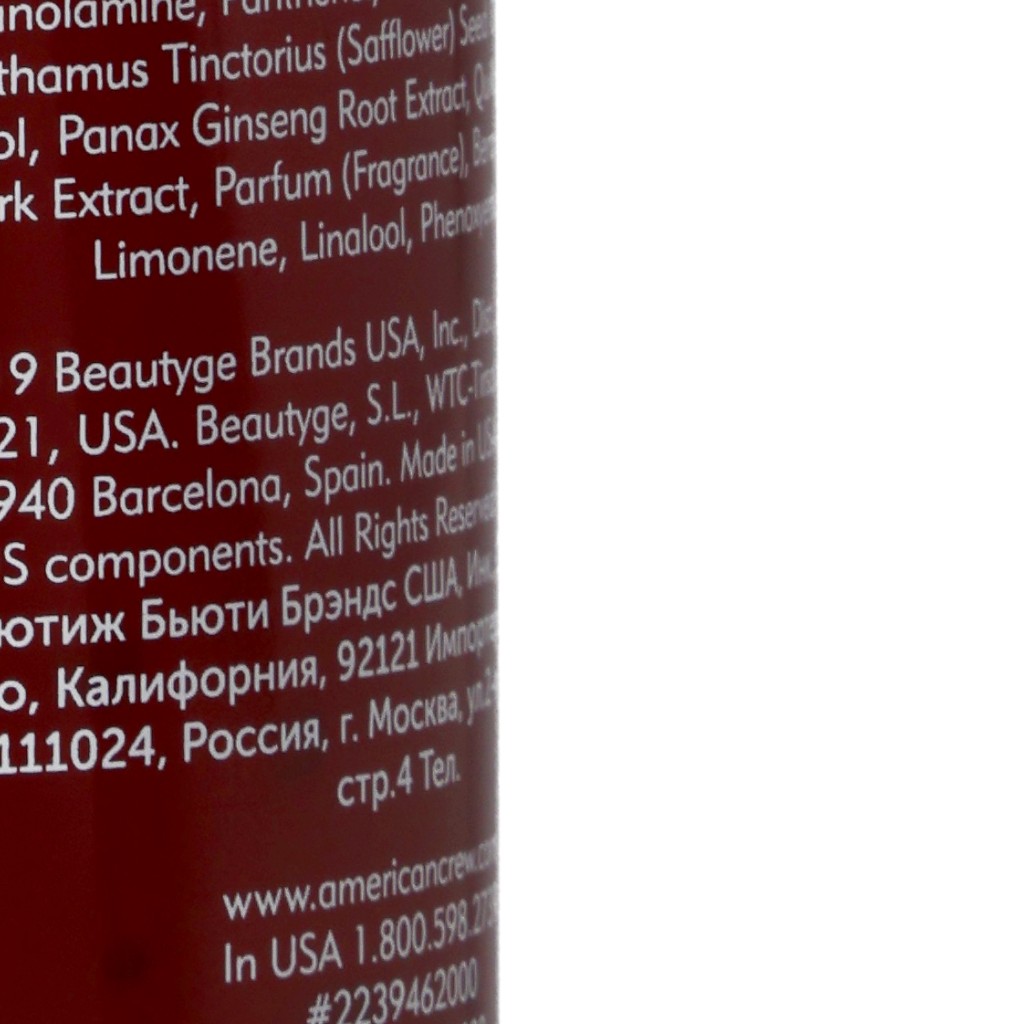 thamus Tinctorius (Safflower) Seed
ol, Panax Ginseng Root Extract,
rk Extract, Parfum (Fragrance),
Limonene, Linalool,
9 Beautyge Brands USA, Inc.,
21, USA. Beautyge, S.L.,
940 Barcelona, Spain. Made in
S components. All Rights
ютиж Бьюти Брэндс США,
о, Калифорния, 92121
111024, Россия, г. Москва,
стр.4 Тел.
www.americancrew.com
In USA 1.800.598.
#2239462000